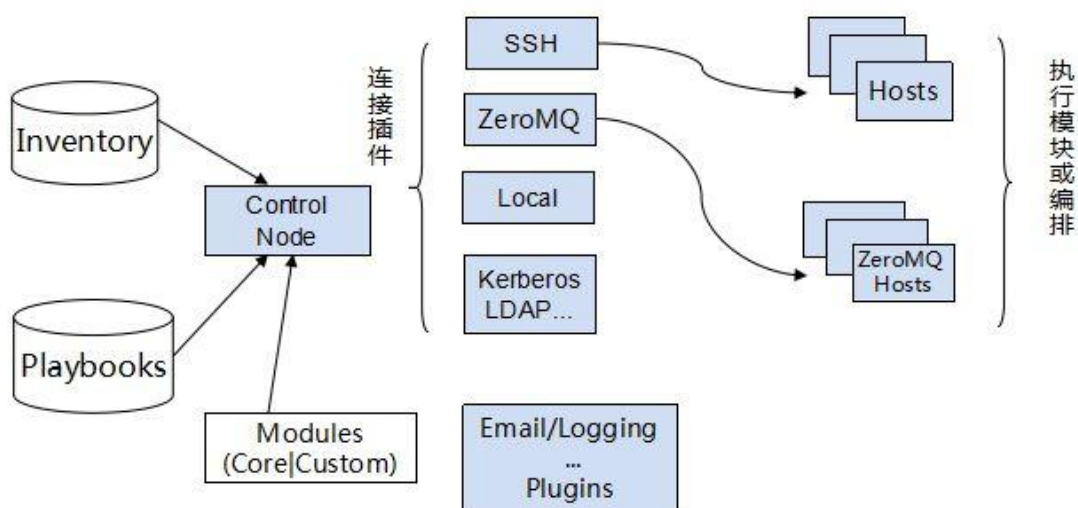 Inventory
Playbooks
Control
Node
Modules
(Core|Custom)
连接插件
SSH
ZeroMQ
Local
Kerberos
LDAP...
Email/Logging
...
Plugins
Hosts
ZeroMQ
Hosts
执行模块或编排